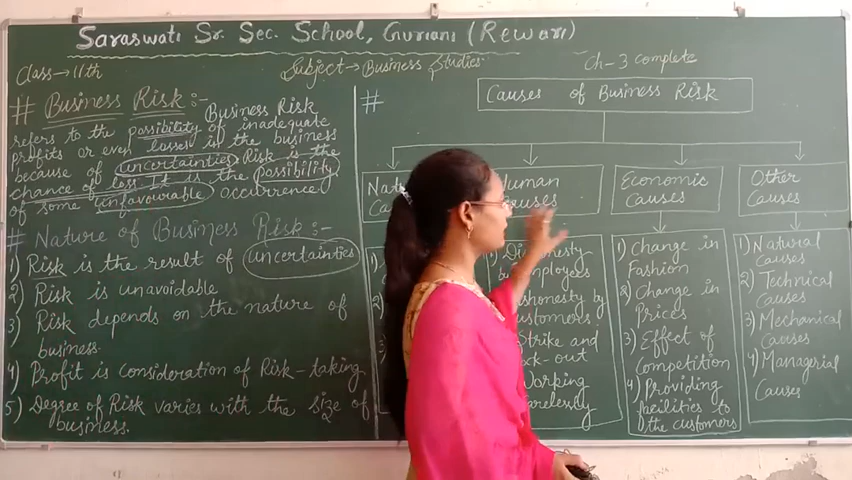 Saraswati Sr. Sec. School, Guriani (Rewari)
Class→11th
Subject→Business Studies
Ch-3 complete
# Business Risk:-
Business Risk
refers to the possibility of inadequate
profits or even losses in the business
because of uncertainties. Risk is the
chance of loss. It is the possibility
of some unfavourable occurrence
# Nature of Business Risk:-
1) Risk is the result of uncertainties
2) Risk is unavoidable
3) Risk depends on the nature of
business.
4) Profit is consideration of Risk-taking
5) Degree of Risk varies with the size of
business.
#
Causes of Business Risk
Human
Causes
1) Dishonesty
by employees
Dishonesty by
customers
Strike and
Working
Economic
Causes
1) Change in
Fashion
2) Change in
Prices
3) Effect of
Competition
4) Providing
facilities to
the customers
Other
Causes
1) Natural
Causes
2) Technical
Causes
3) Mechanical
Causes
4) Managerial
Causes